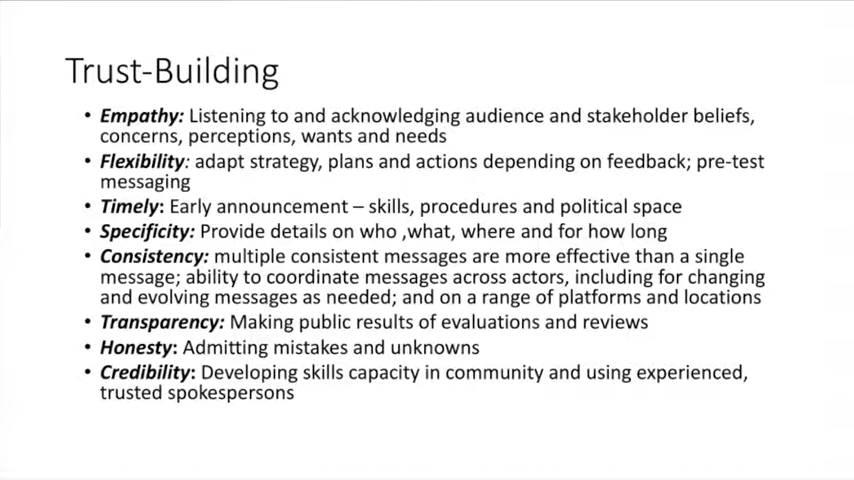 Trust-Building
• Empathy: Listening to and acknowledging audience and stakeholder beliefs,
concerns, perceptions, wants and needs
• Flexibility: adapt strategy, plans and actions depending on feedback; pre-test
messaging
• Timely: Early announcement – skills, procedures and political space
• Specificity: Provide details on who ,what, where and for how long
• Consistency: multiple consistent messages are more effective than a single
message; ability to coordinate messages across actors, including for changing
and evolving messages as needed; and on a range of platforms and locations
• Transparency: Making public results of evaluations and reviews
• Honesty: Admitting mistakes and unknowns
• Credibility: Developing skills capacity in community and using experienced,
trusted spokespersons